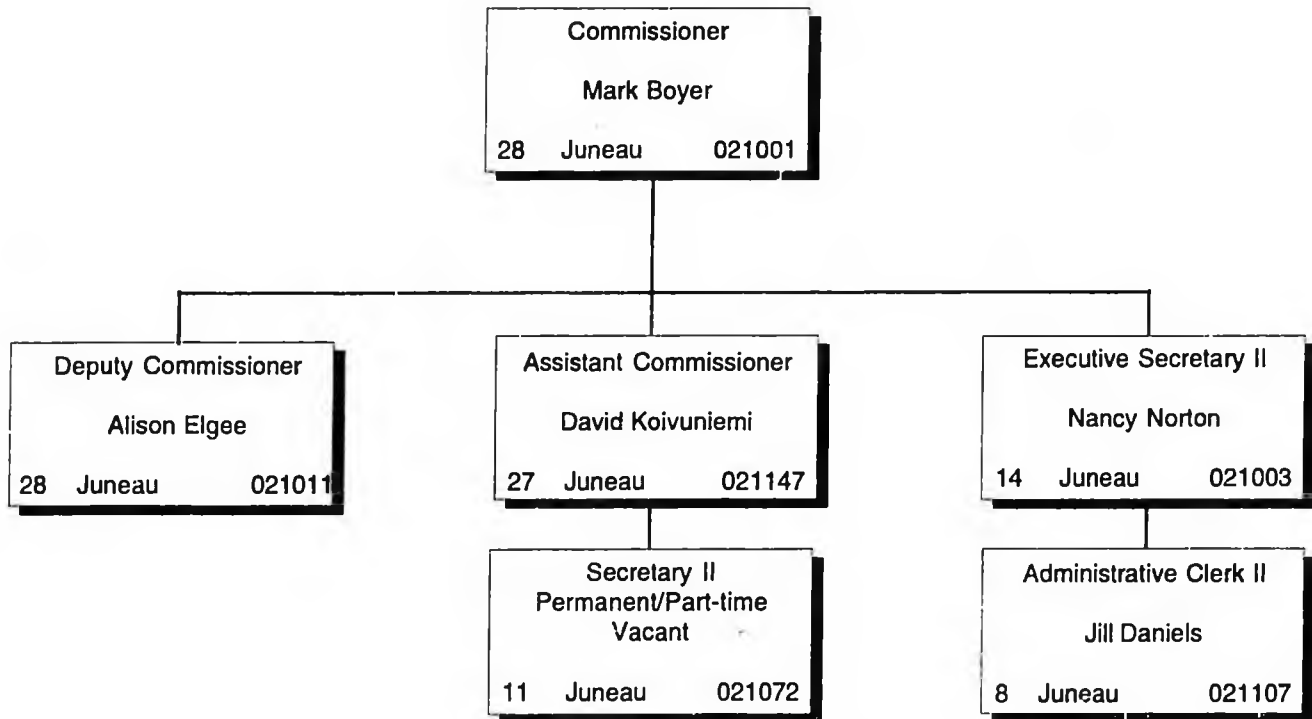 Commissioner
Mark Boyer
28 Juneau 021001
Deputy Commissioner
Alison Elgee
28 Juneau 021011
Assistant Commissioner
David Koivuniemi
27 Juneau 021147
Executive Secretary II
Nancy Norton
14 Juneau 021003
Secretary II
Permanent/Part-time
Vacant
11 Juneau 021072
Administrative Clerk II
Jill Daniels
8 Juneau 021107